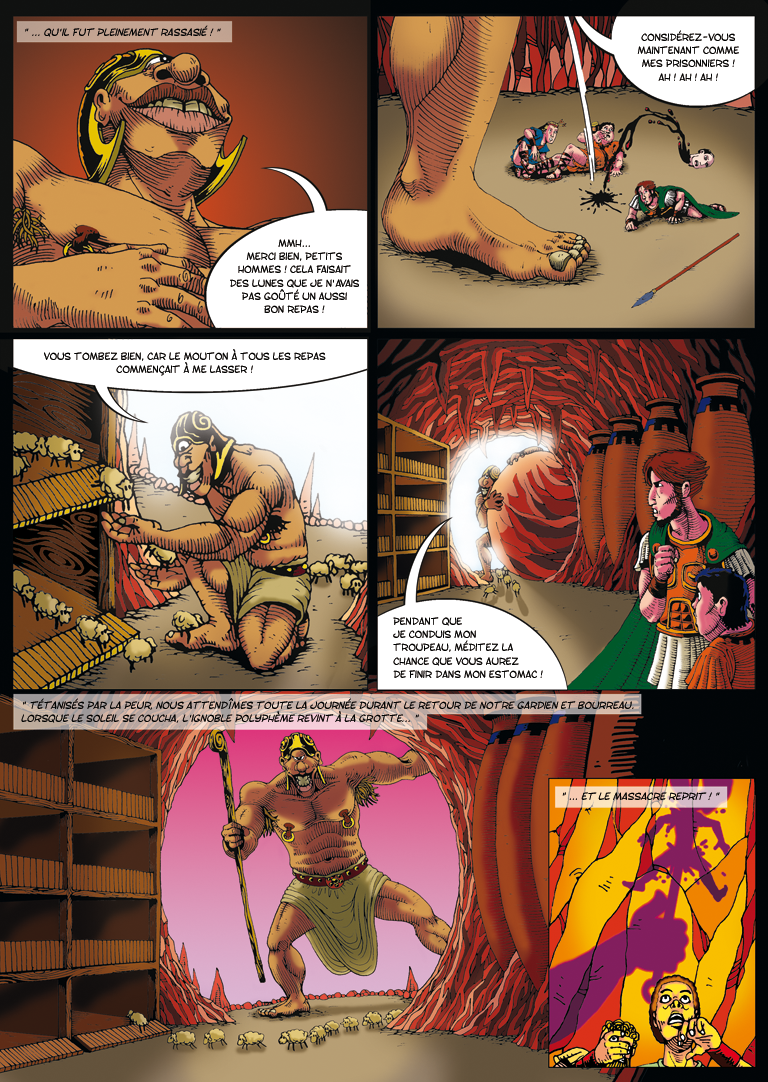 " ... QU'IL FUT PLEINEMENT RASSASIÉ ! "
MMH...
MERCI BIEN, PETITS
HOMMES ! CELA FAISAIT
DES LUNES QUE JE N'AVAIS
PAS GOÛTÉ UN AUSSI
BON REPAS !
CONSIDÉREZ-VOUS
MAINTENANT COMME
MES PRISONNIERS !
AH ! AH ! AH !
VOUS TOMBEZ BIEN, CAR LE MOUTON À TOUS LES REPAS
COMMENÇAIT À ME LASSER !
PENDANT QUE
JE CONDUIS MON
TROUPEAU, MÉDITEZ LA
CHANCE QUE VOUS AUREZ
DE FINIR DANS MON ESTOMAC !
" TÉTANISÉS PAR LA PEUR, NOUS ATTENDÎMES TOUTE LA JOURNÉE DURANT LE RETOUR DE NOTRE GARDIEN ET BOURREAU.
LORSQUE LE SOLEIL SE COUCHA, L'IGNOBLE POLYPHÈME REVINT À LA GROTTE... "
" ... ET LE MASSACRE REPRIT ! "